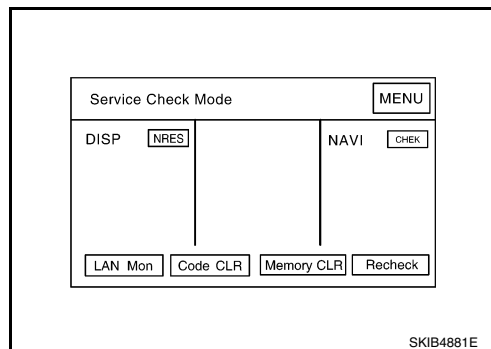 Service Check Mode MENU
DISP NRES NAVI CHEK
LAN Mon Code CLR Memory CLR Recheck
SKIB4881E